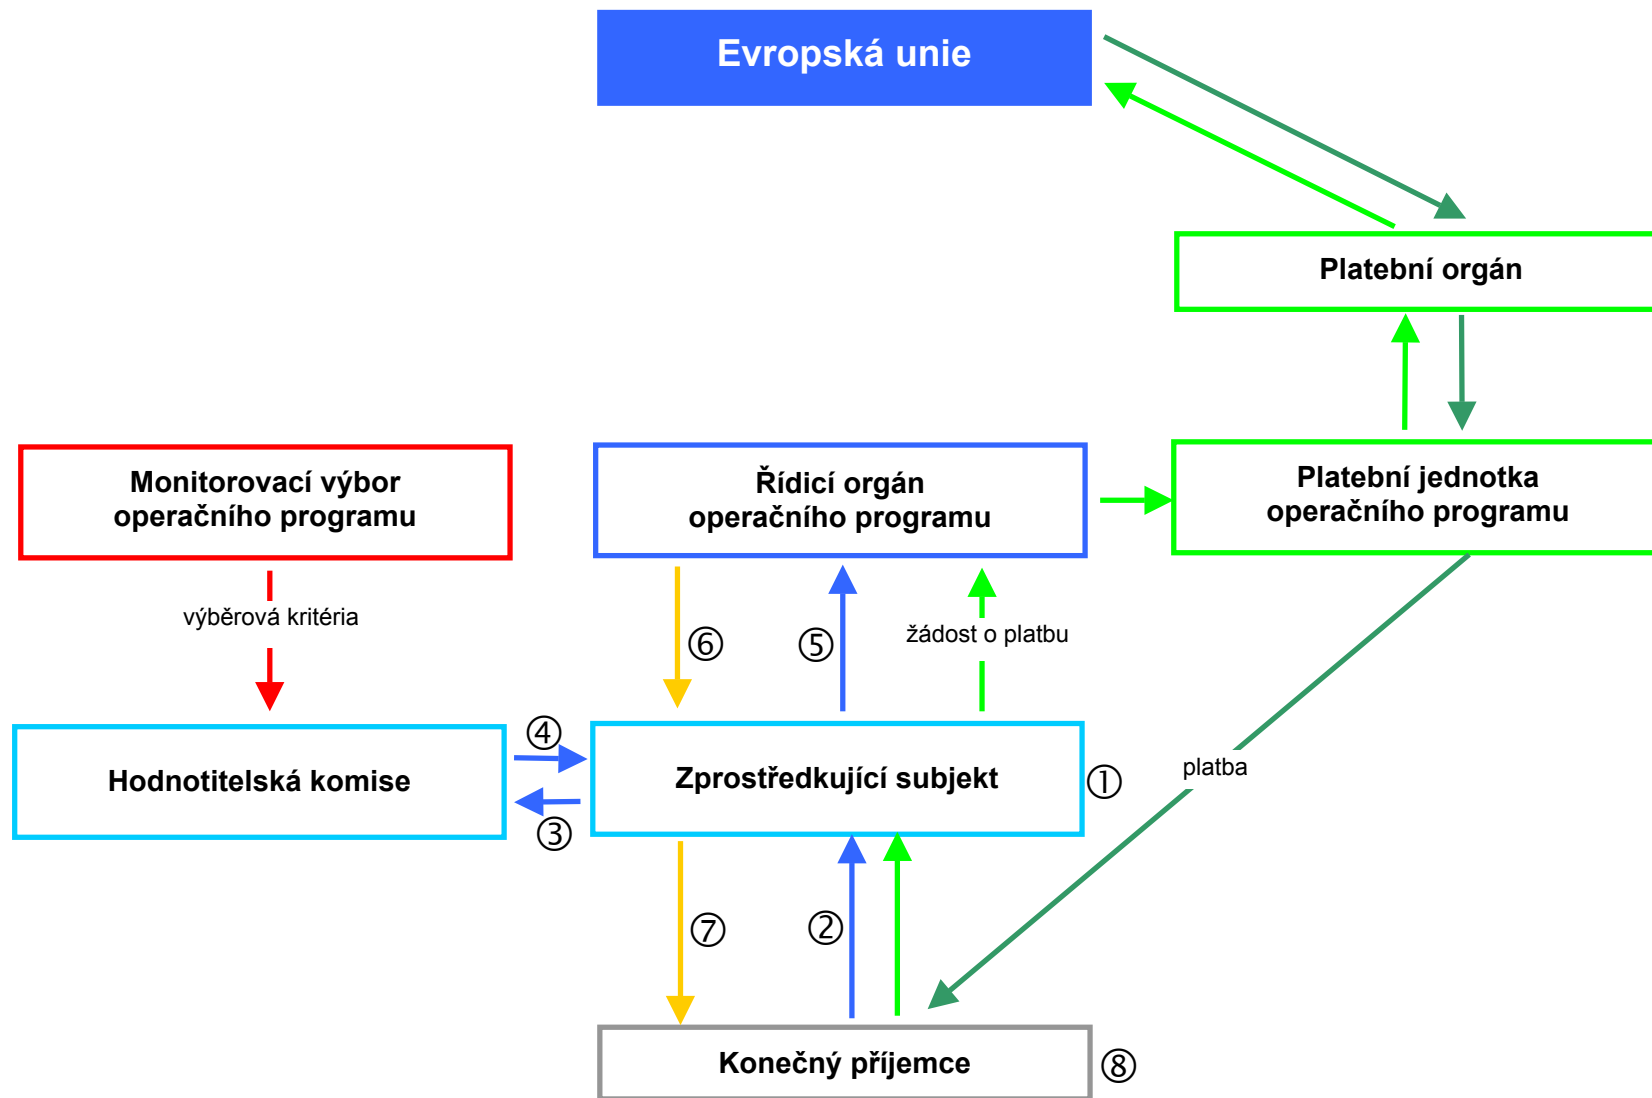 Evropská unie
Platební orgán
Monitorovací výbor
operačního programu
Řídicí orgán
operačního programu
Platební jednotka
operačního programu
výběrová kritéria
⑥
⑤
žádost o platbu
④
Hodnotitelská komise
Zprostředkující subjekt
①
platba
③
⑦
②
Konečný příjemce
⑧